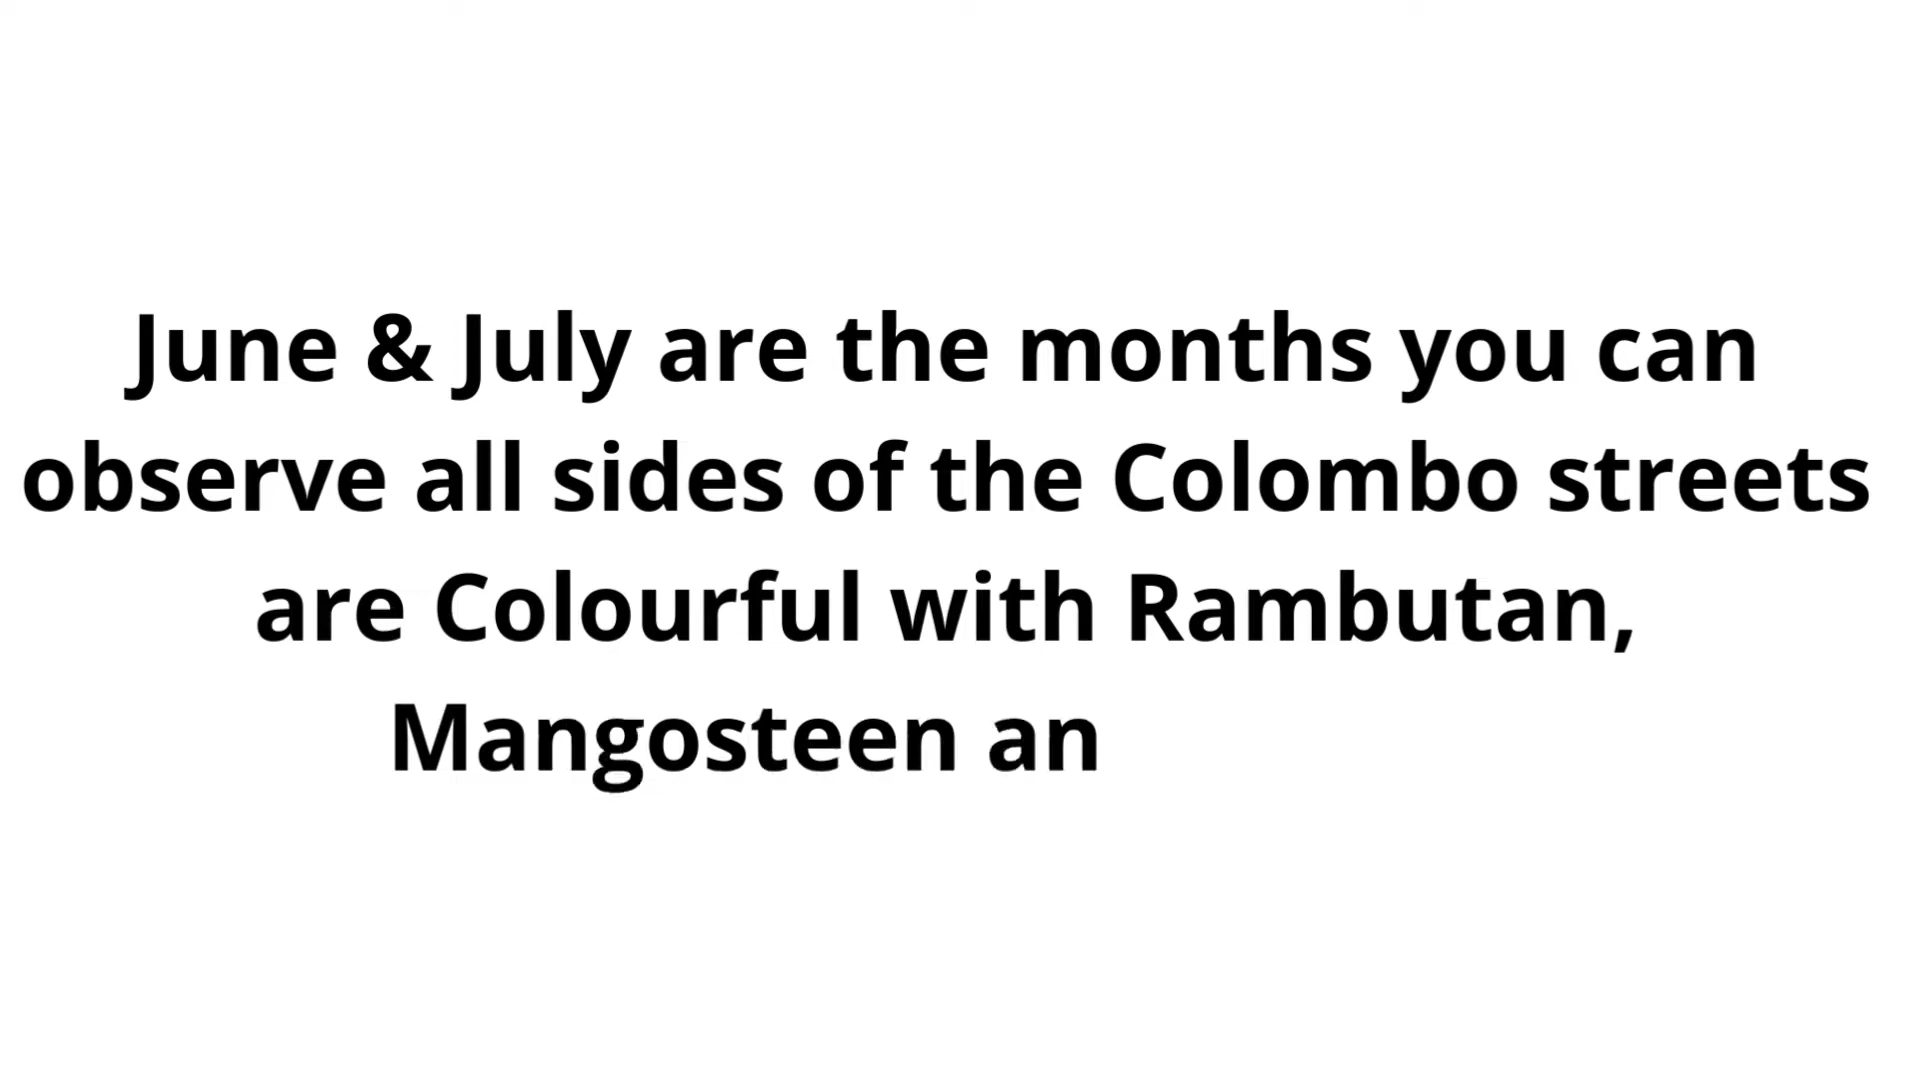 June & July are the months you can
observe all sides of the Colombo streets
are Colourful with Rambutan,
Mangosteen an